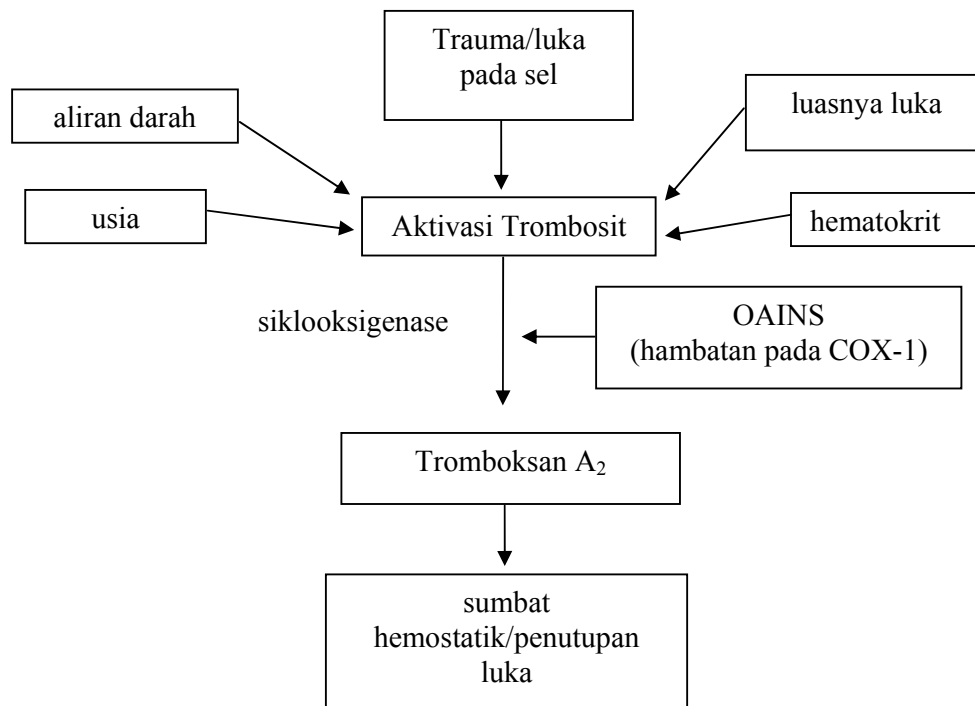 Trauma/luka
pada sel
aliran darah
luasnya luka
usia
Aktivasi Trombosit
hematokrit
siklooksigenase
OAINS
(hambatan pada COX-1)
Tromboksan A₂
sumbat
hemostatik/penutupan
luka